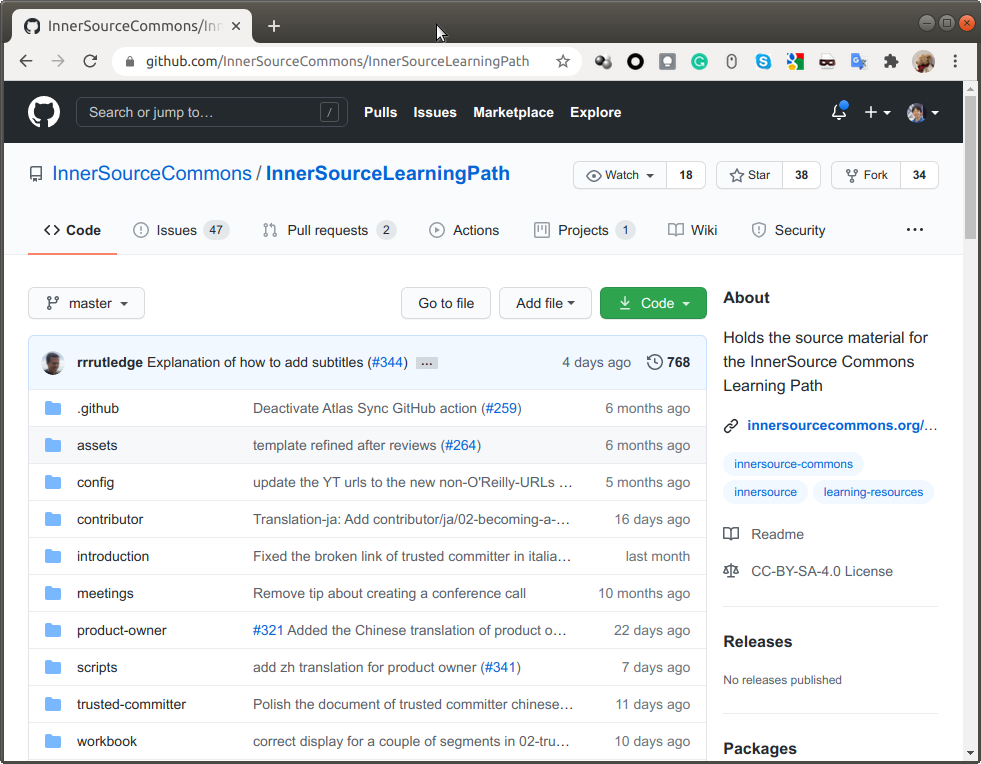 InnerSourceCommons/Inn
github.com/InnerSourceCommons/InnerSourceLearningPath
Search or jump to…
/
Pulls
Issues
Marketplace
Explore
InnerSourceCommons / InnerSourceLearningPath
Watch 18
Star 38
Fork 34
Code
Issues 47
Pull requests 2
Actions
Projects 1
Wiki
Security
master
Go to file
Add file
Code
rrrutledge Explanation of how to add subtitles (#344) … 4 days ago 768
.github Deactivate Atlas Sync GitHub action (#259) 6 months ago
assets template refined after reviews (#264) 6 months ago
config update the YT urls to the new non-O'Reilly-URLs … 5 months ago
contributor Translation-ja: Add contributor/ja/02-becoming-a-… 16 days ago
introduction Fixed the broken link of trusted committer in italia… last month
meetings Remove tip about creating a conference call 10 months ago
product-owner #321 Added the Chinese translation of product o… 22 days ago
scripts add zh translation for product owner (#341) 7 days ago
trusted-committer Polish the document of trusted committer chinese… 11 days ago
workbook correct display for a couple of segments in 02-tru… 10 days ago
About
Holds the source material for
the InnerSource Commons
Learning Path
innersourcecommons.org/…
innersource-commons
innersource learning-resources
Readme
CC-BY-SA-4.0 License
Releases
No releases published
Packages